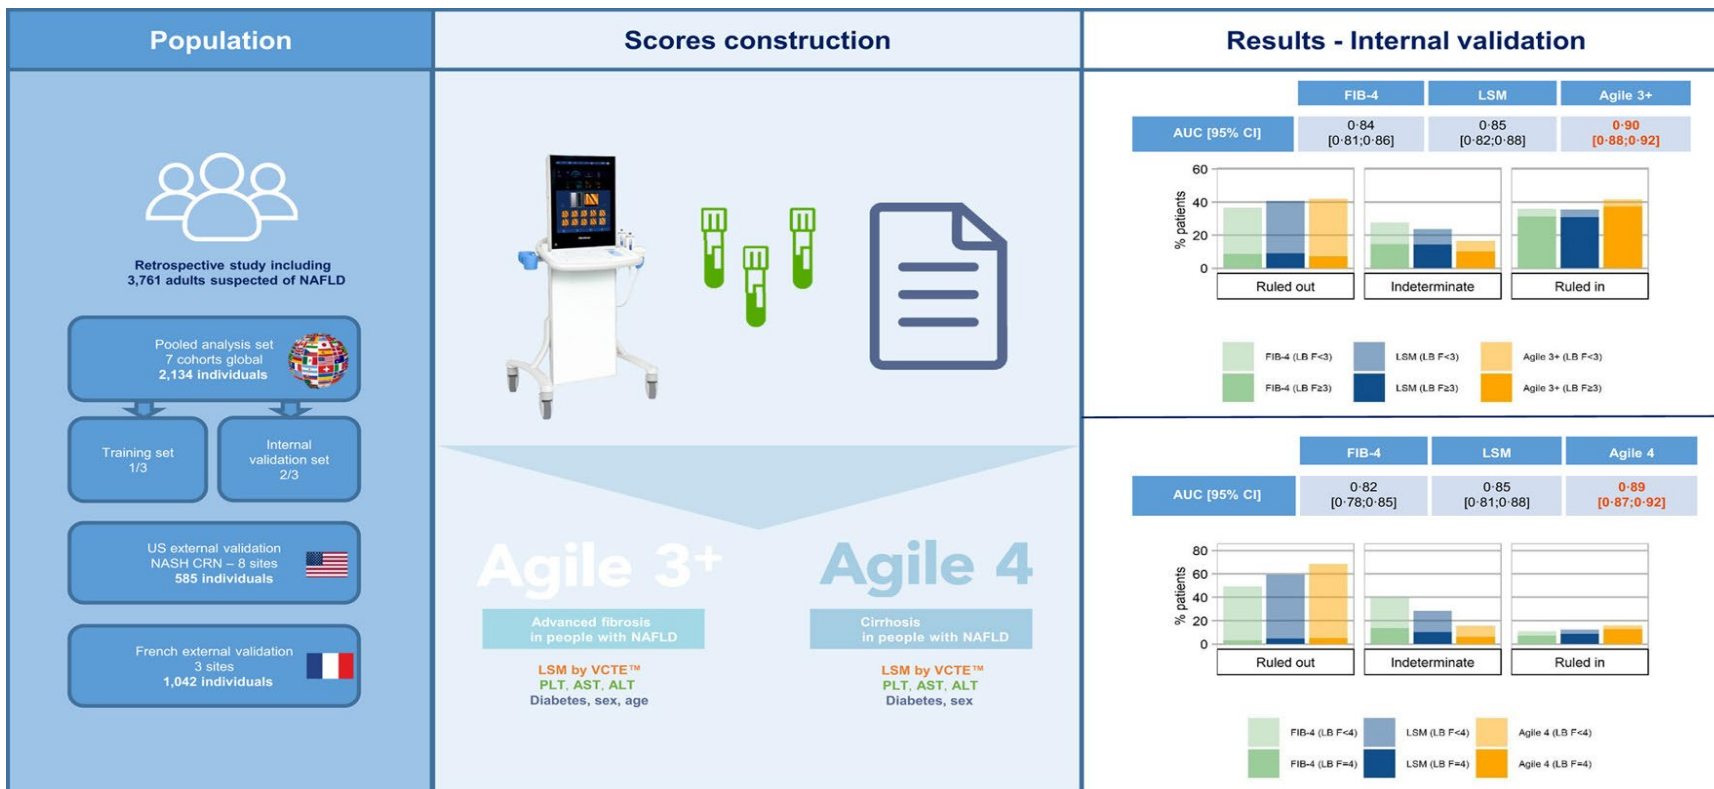 Population
Scores construction
Results - Internal validation
Retrospective study including
3,761 adults suspected of NAFLD
Pooled analysis set
7 cohorts global
2,134 individuals
Training set
1/3
Internal
validation set
2/3
US external validation
NASH CRN – 8 sites
585 individuals
French external validation
3 sites
1,042 individuals
Agile 3+
Advanced fibrosis
in people with NAFLD
LSM by VCTE™
PLT, AST, ALT
Diabetes, sex, age
Agile 4
Cirrhosis
in people with NAFLD
LSM by VCTE™
PLT, AST, ALT
Diabetes, sex
FIB-4 LSM Agile 3+
AUC [95% CI] 0·84 0·85 0·90
[0·81;0·86] [0·82;0·88] [0·88;0·92]
% patients
60
40
20
0
Ruled out Indeterminate Ruled in
FIB-4 (LB F<3) LSM (LB F<3) Agile 3+ (LB F<3)
FIB-4 (LB F≥3) LSM (LB F≥3) Agile 3+ (LB F≥3)
FIB-4 LSM Agile 4
AUC [95% CI] 0·82 0·85 0·89
[0·78;0·85] [0·81;0·88] [0·87;0·92]
% patients
80
60
40
20
0
Ruled out Indeterminate Ruled in
FIB-4 (LB F<4) LSM (LB F<4) Agile 4 (LB F<4)
FIB-4 (LB F=4) LSM (LB F=4) Agile 4 (LB F=4)